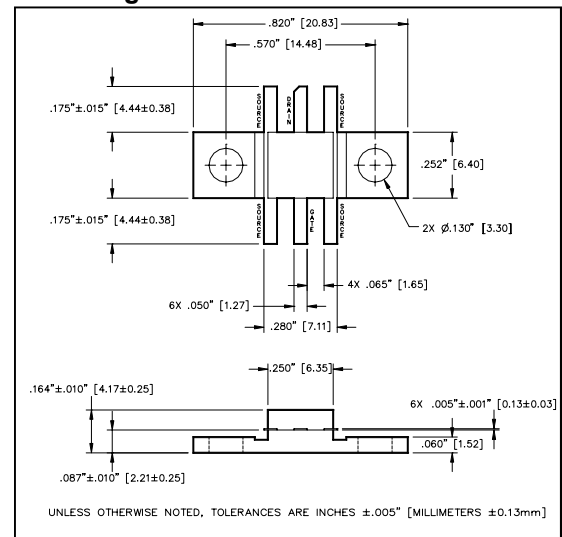 .820" [20.83]
.570" [14.48]
.175"±.015" [4.44±0.38]
SOURCE
DRAIN
SOURCE
.252" [6.40]
.175"±.015" [4.44±0.38]
SOURCE
GATE
SOURCE
2X Ø.130" [3.30]
4X .065" [1.65]
6X .050" [1.27]
.280" [7.11]
.250" [6.35]
.164"±.010" [4.17±0.25]
6X .005"±.001" [0.13±0.03]
.060" [1.52]
.087"±.010" [2.21±0.25]
UNLESS OTHERWISE NOTED, TOLERANCES ARE INCHES ±.005" [MILLIMETERS ±0.13mm]